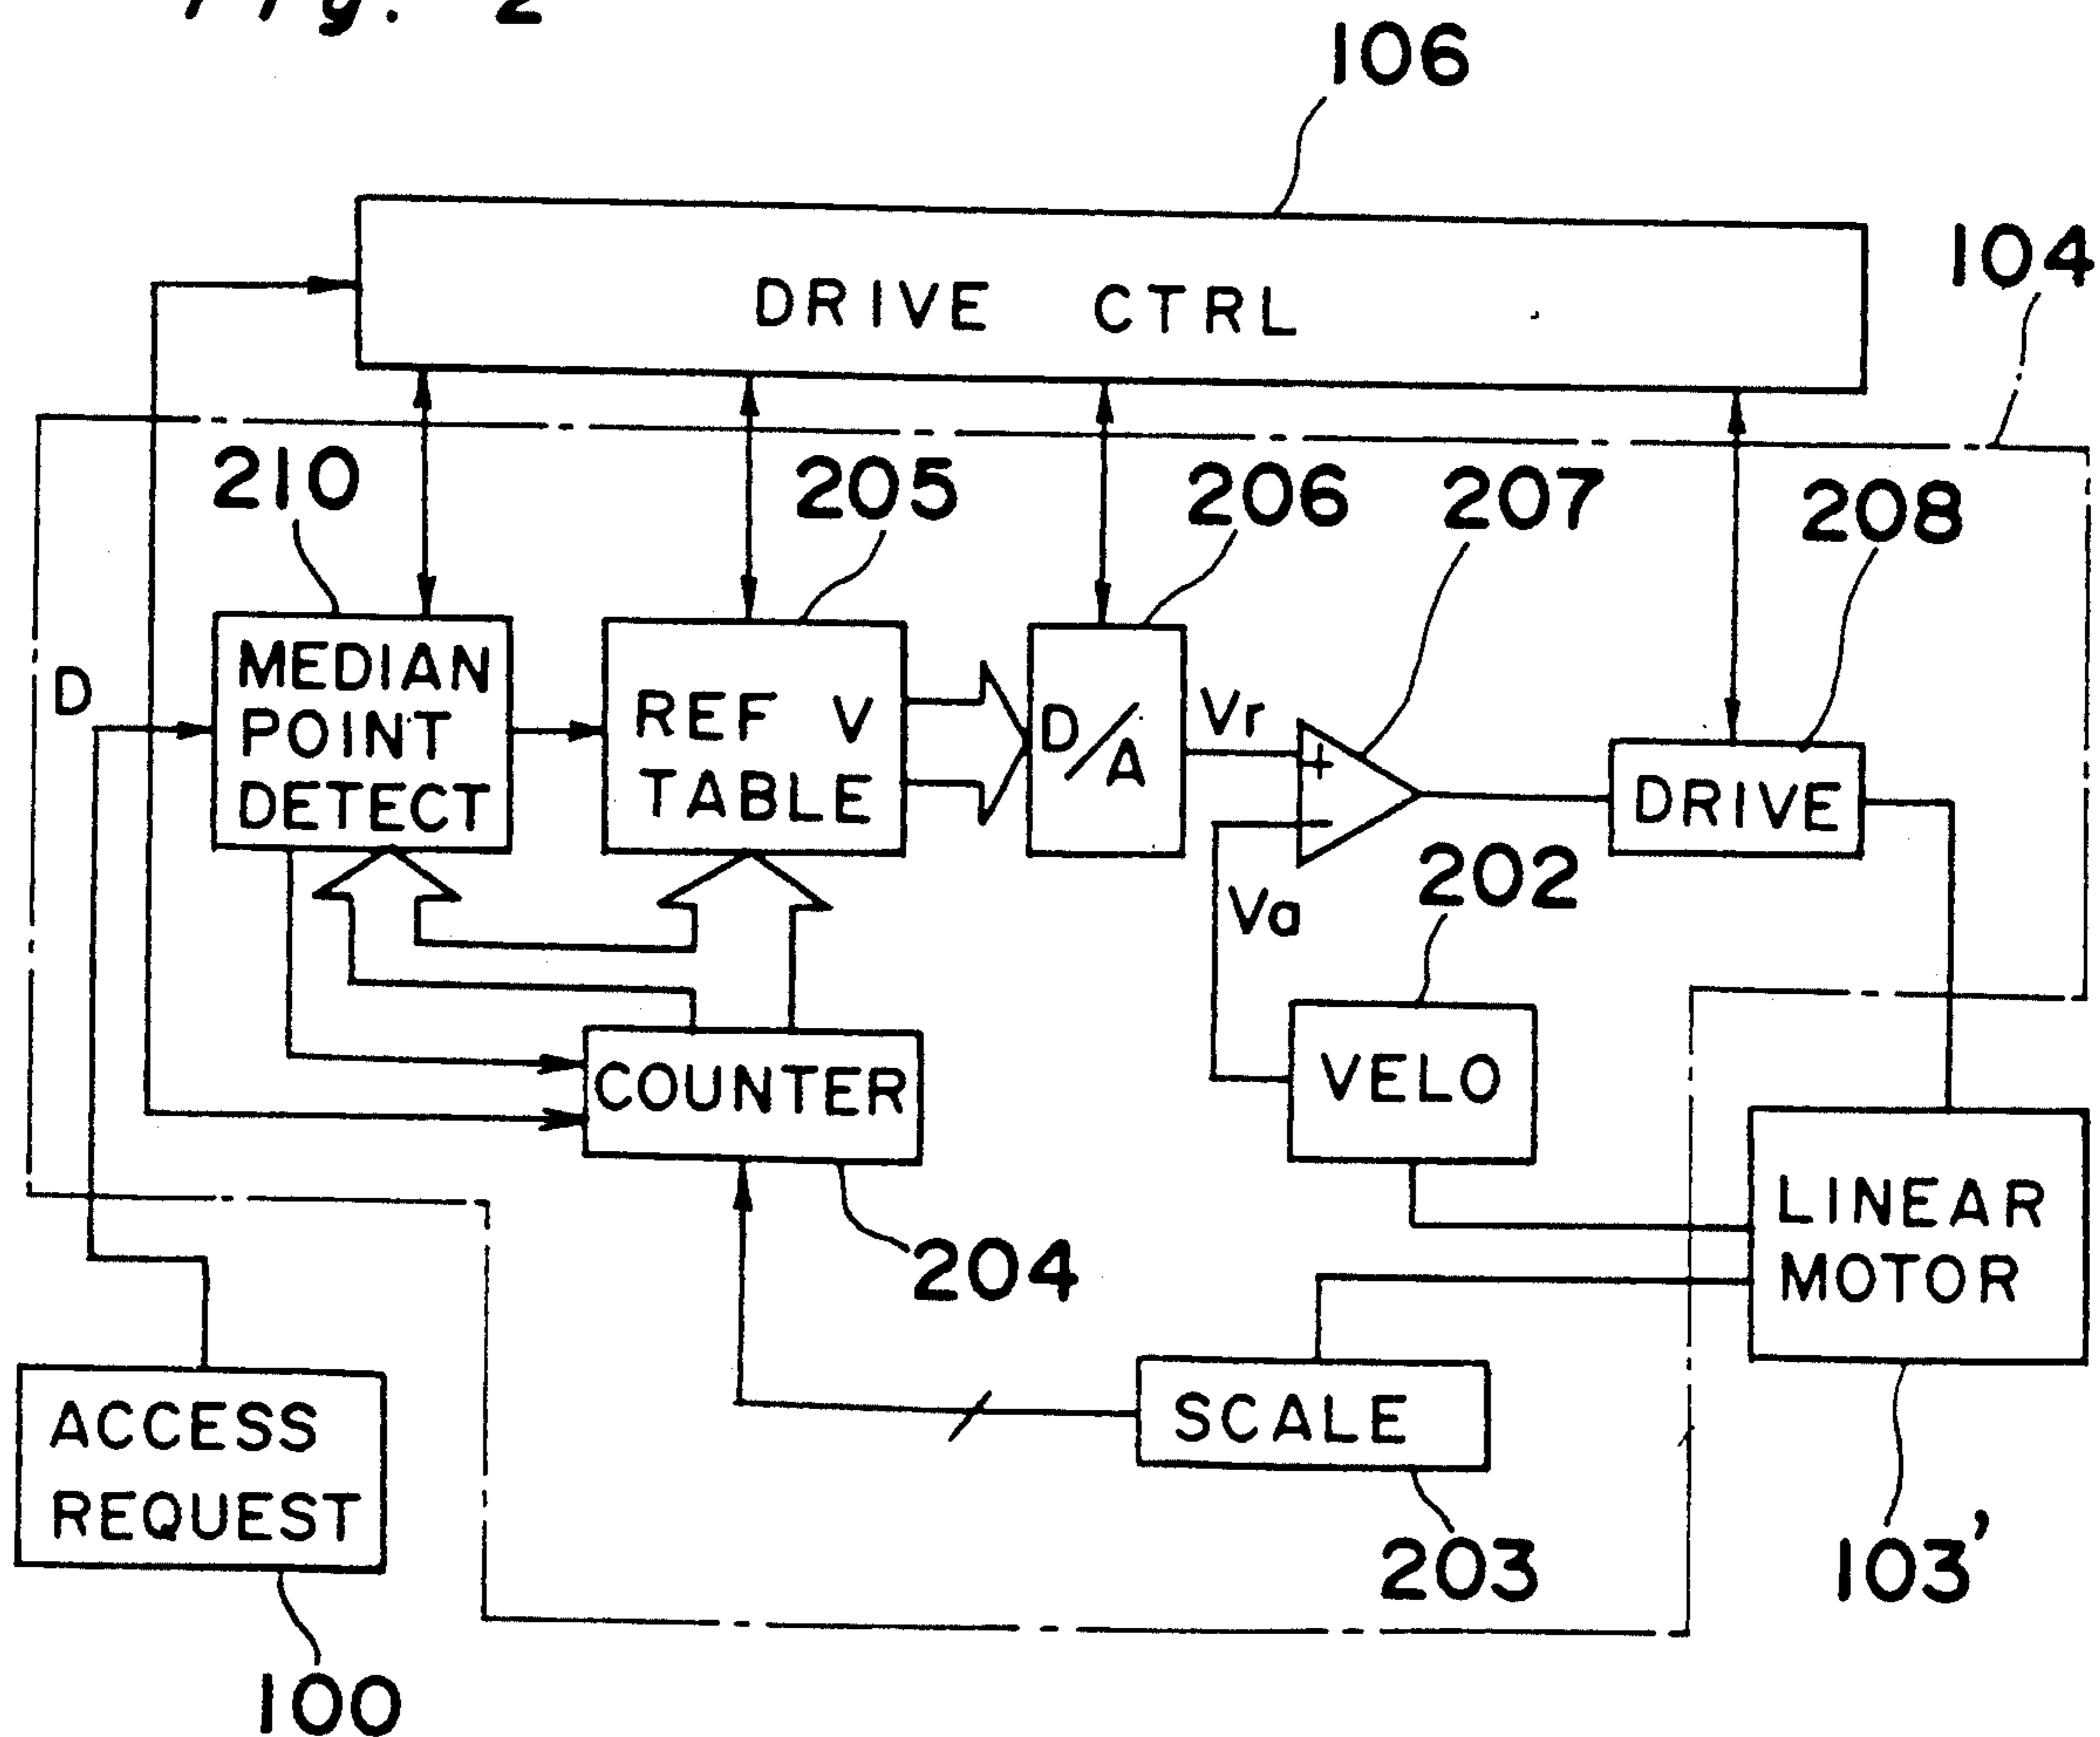 Fig. 2
106
DRIVE CTRL
104
210
205
206
207
208
D
MEDIAN
POINT
DETECT
REF V
TABLE
D/A
Vr
+
−
DRIVE
Va
202
VELO
COUNTER
204
LINEAR
MOTOR
103'
SCALE
203
ACCESS
REQUEST
100